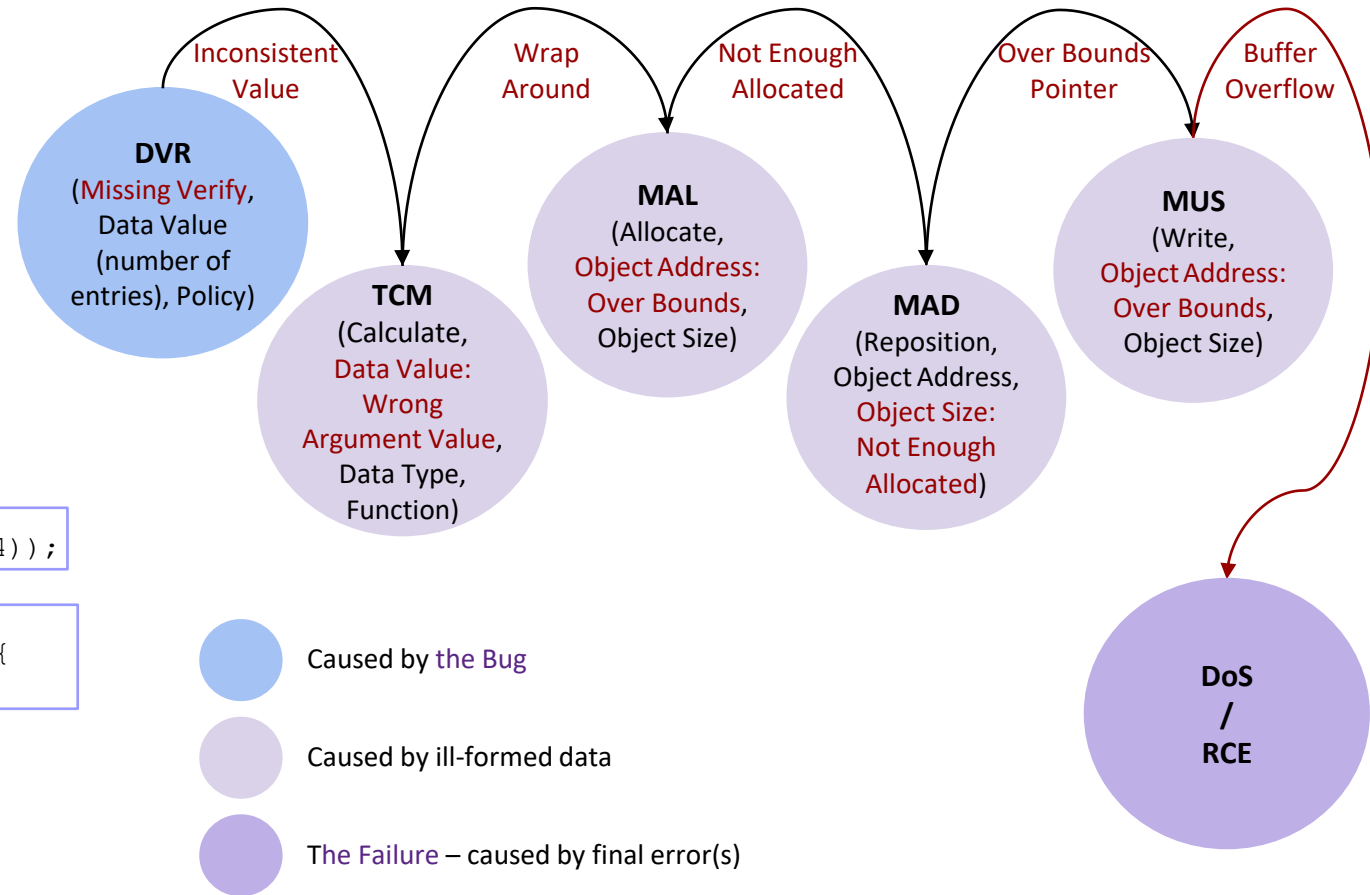 Inconsistent
Value
Wrap
Around
Not Enough
Allocated
Over Bounds
Pointer
Buffer
Overflow
DVR
(Missing Verify,
Data Value
(number of
entries), Policy)
TCM
(Calculate,
Data Value:
Wrong
Argument Value,
Data Type,
Function)
MAL
(Allocate,
Object Address:
Over Bounds,
Object Size)
MAD
(Reposition,
Object Address,
Object Size:
Not Enough
Allocated)
MUS
(Write,
Object Address:
Over Bounds,
Object Size)
));
{
Caused by the Bug
Caused by ill-formed data
The Failure – caused by final error(s)
DoS
/
RCE